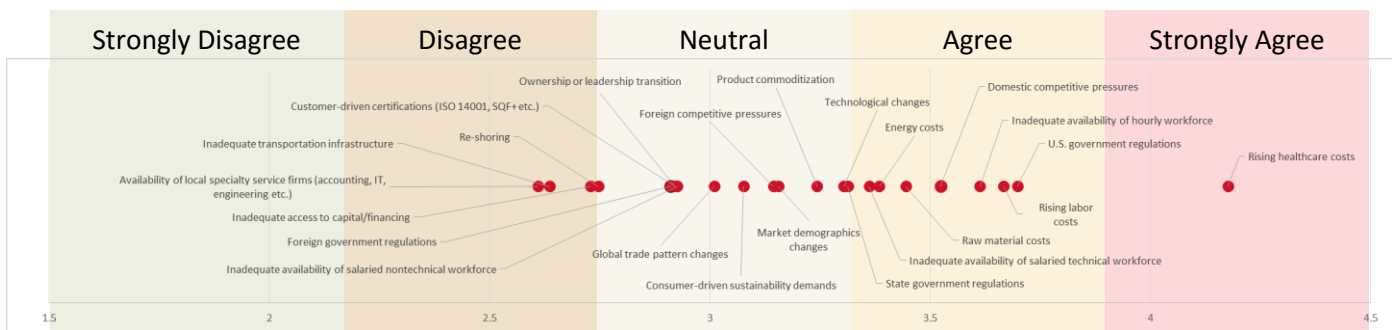 Strongly Disagree
Disagree
Neutral
Agree
Strongly Agree
Ownership or leadership transition
Product commoditization
Domestic competitive pressures
Customer-driven certifications (ISO 14001, SQF+ etc.)
Technological changes
Foreign competitive pressures
Inadequate availability of hourly workforce
Energy costs
Re-shoring
Inadequate transportation infrastructure
U.S. government regulations
Rising healthcare costs
Availability of local specialty service firms (accounting, IT,
engineering etc.)
Inadequate access to capital/financing
Rising labor
costs
Market demographics
changes
Foreign government regulations
Raw material costs
Global trade pattern changes
Inadequate availability of salaried technical workforce
Inadequate availability of salaried nontechnical workforce
Consumer-driven sustainability demands
State government regulations
1.5
2
2.5
3
3.5
4
4.5